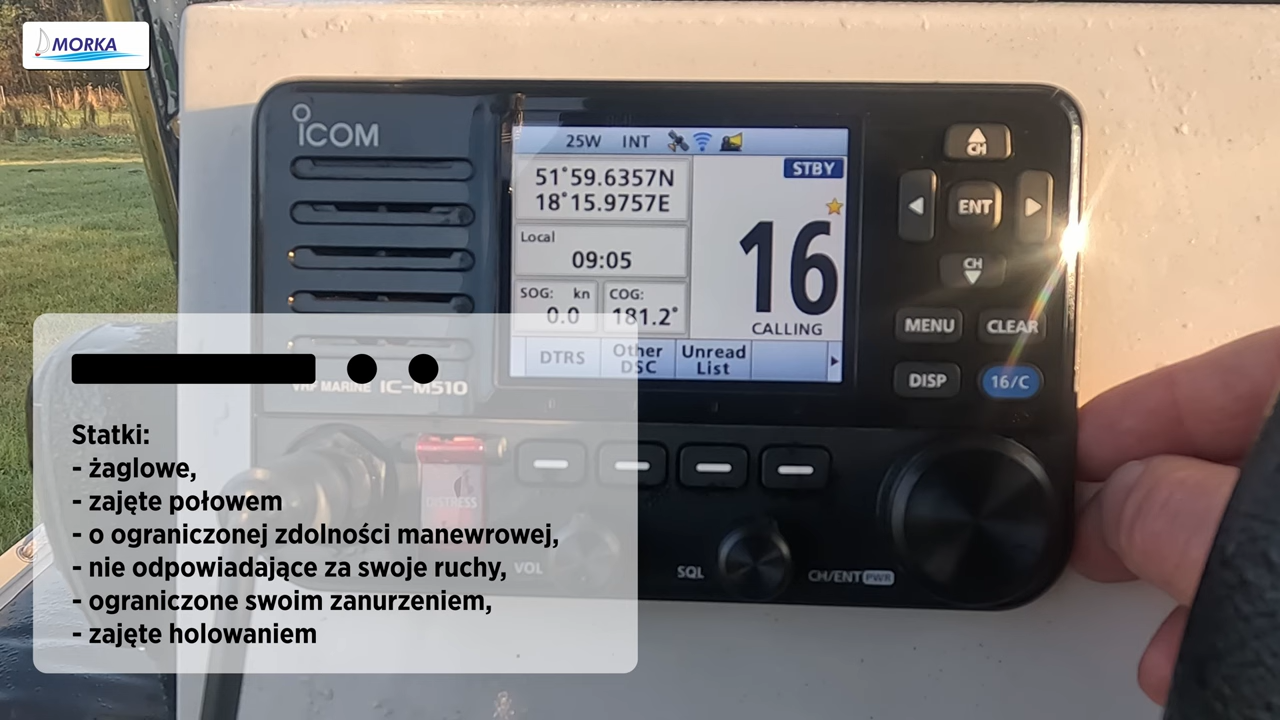 MORKA
ICOM
25W INT
STBY
51°59.6357N
18°15.9757E
Local
09:05
16
CALLING
SOG: kn
0.0
COG:
181.2°
DTRS
Other DSC
Unread List
CH
ENT
CH
MENU
CLEAR
DISP
16/C
VHF MARINE IC-M510
DISTRESS
VOL
SQL
CH/ENT PWR
Statki:
- żaglowe,
- zajęte połowem
- o ograniczonej zdolności manewrowej,
- nie odpowiadające za swoje ruchy,
- ograniczone swoim zanurzeniem,
- zajęte holowaniem